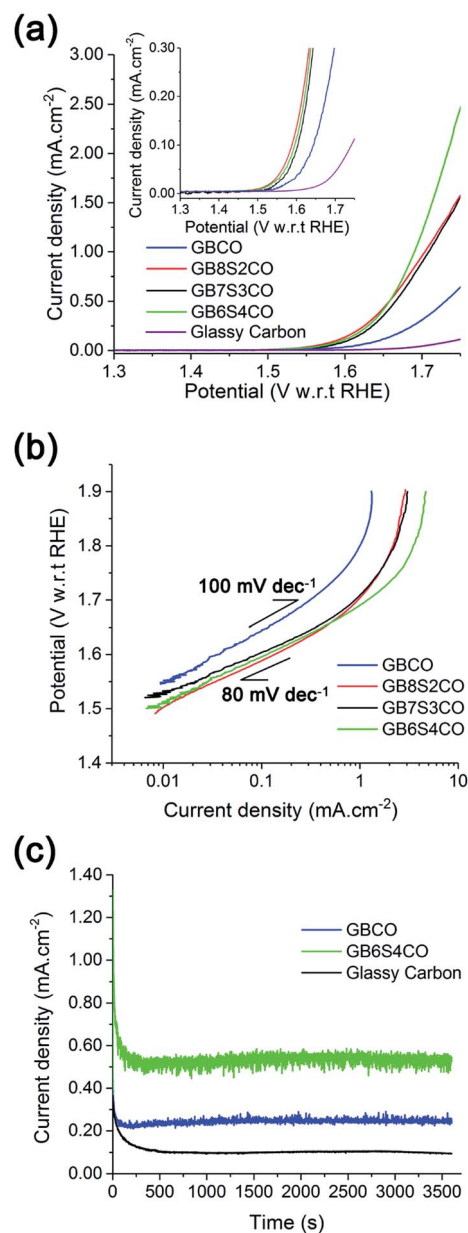 (a)
3.00
2.50
2.00
1.50
1.00
0.50
0.00
Current density (mA.cm-2)
0.30
0.20
0.10
0.00
Current density (mA.cm-2)
1.3 1.4 1.5 1.6 1.7 1.8
Potential (V w.r.t RHE)
GBCO
GB8S2CO
GB7S3CO
GB6S4CO
Glassy Carbon
1.3 1.4 1.5 1.6 1.7
Potential (V w.r.t RHE)
(b)
1.9
1.8
1.7
1.6
1.5
1.4
Potential (V w.r.t RHE)
100 mV dec-1
80 mV dec-1
GBCO
GB8S2CO
GB7S3CO
GB6S4CO
0.01 0.1 1 10
Current density (mA.cm-2)
(c)
1.40
1.20
1.00
0.80
0.60
0.40
0.20
0.00
Current density (mA.cm-2)
GBCO
GB6S4CO
Glassy Carbon
0 500 1000 1500 2000 2500 3000 3500
Time (s)